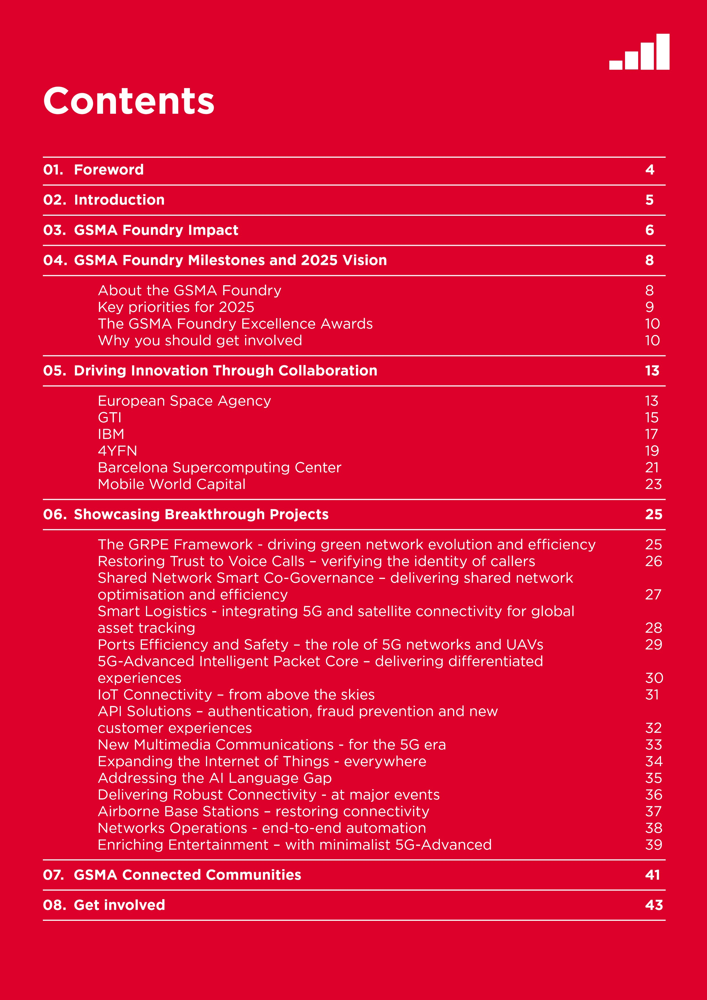 Contents
01. Foreword 4
02. Introduction 5
03. GSMA Foundry Impact 6
04. GSMA Foundry Milestones and 2025 Vision 8
About the GSMA Foundry 8
Key priorities for 2025 9
The GSMA Foundry Excellence Awards 10
Why you should get involved 10
05. Driving Innovation Through Collaboration 13
European Space Agency 13
GTI 15
IBM 17
4YFN 19
Barcelona Supercomputing Center 21
Mobile World Capital 23
06. Showcasing Breakthrough Projects 25
The GRPE Framework - driving green network evolution and efficiency 25
Restoring Trust to Voice Calls – verifying the identity of callers 26
Shared Network Smart Co-Governance – delivering shared network
optimisation and efficiency 27
Smart Logistics - integrating 5G and satellite connectivity for global
asset tracking 28
Ports Efficiency and Safety – the role of 5G networks and UAVs 29
5G-Advanced Intelligent Packet Core – delivering differentiated
experiences 30
IoT Connectivity – from above the skies 31
API Solutions – authentication, fraud prevention and new
customer experiences 32
New Multimedia Communications - for the 5G era 33
Expanding the Internet of Things - everywhere 34
Addressing the AI Language Gap 35
Delivering Robust Connectivity - at major events 36
Airborne Base Stations – restoring connectivity 37
Networks Operations - end-to-end automation 38
Enriching Entertainment – with minimalist 5G-Advanced 39
07. GSMA Connected Communities 41
08. Get involved 43